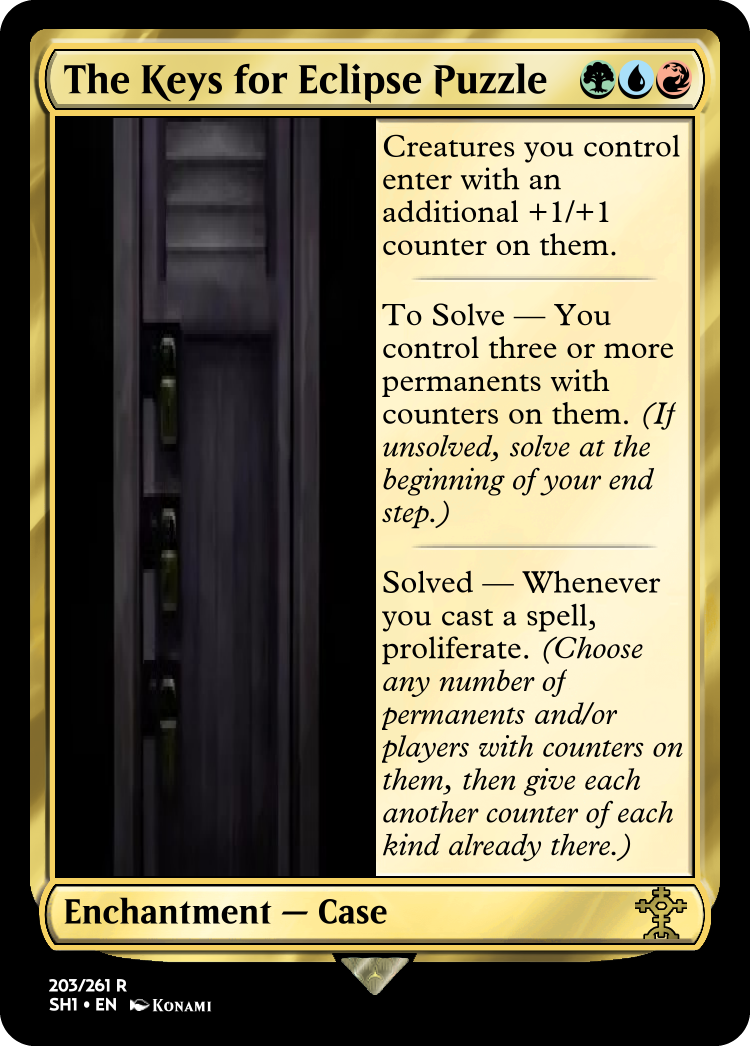 The Keys for Eclipse Puzzle
Creatures you control
enter with an
additional +1/+1
counter on them.
To Solve — You
control three or more
permanents with
counters on them. (If
unsolved, solve at the
beginning of your end
step.)
Solved — Whenever
you cast a spell,
proliferate. (Choose
any number of
permanents and/or
players with counters on
them, then give each
another counter of each
kind already there.)
Enchantment — Case
203/261 R
SH1 • EN KONAMI